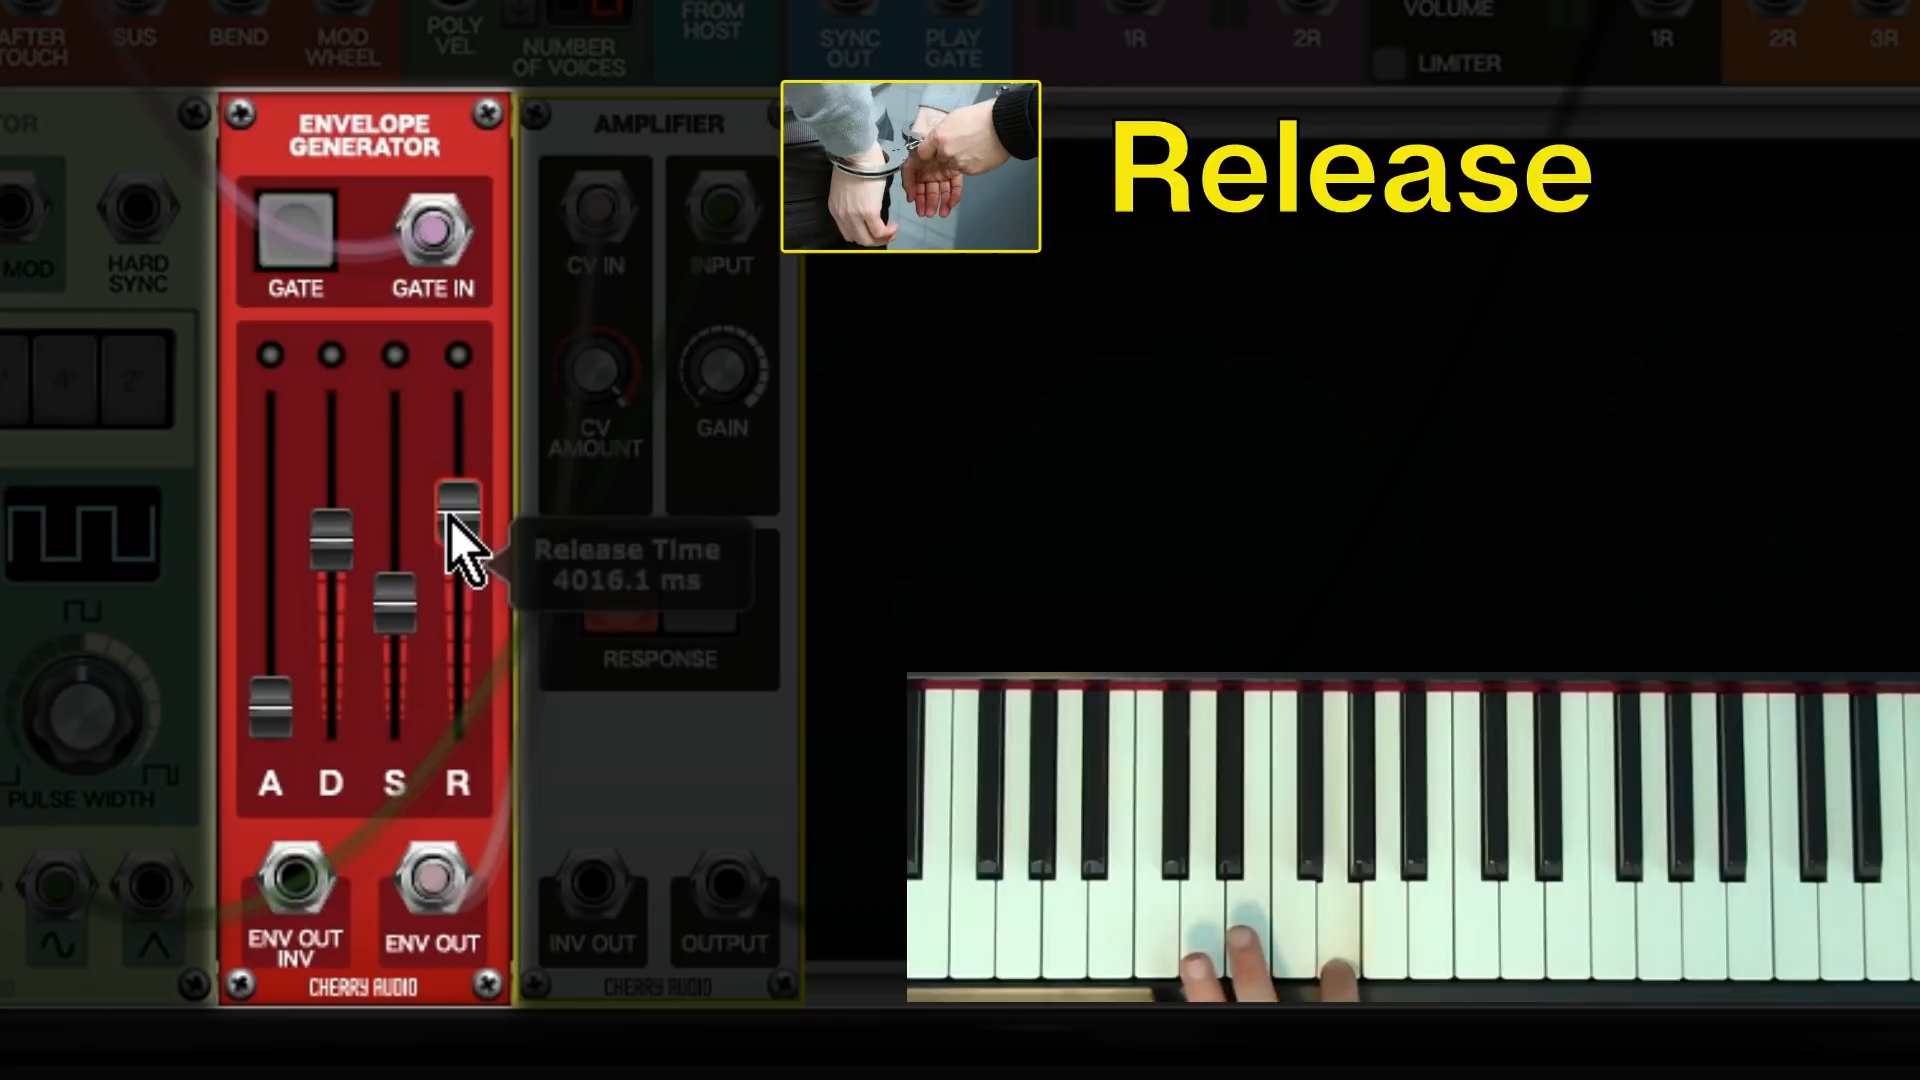 AFTER
TOUCH
SUS
BEND
MOD
WHEEL
POLY
VEL
NUMBER
OF VOICES
FROM
HOST
SYNC
OUT
PLAY
GATE
1R
2R
VOLUME
LIMITER
1R
2R
3R
ENVELOPE
GENERATOR
AMPLIFIER
Release
MOD
HARD
SYNC
GATE
GATE IN
CV IN
INPUT
4'
2'
CV
AMOUNT
GAIN
Release Time
4016.1 ms
RESPONSE
PULSE WIDTH
A
D
S
R
ENV OUT
INV
ENV OUT
INV OUT
OUTPUT
CHERRY AUDIO
CHERRY AUDIO